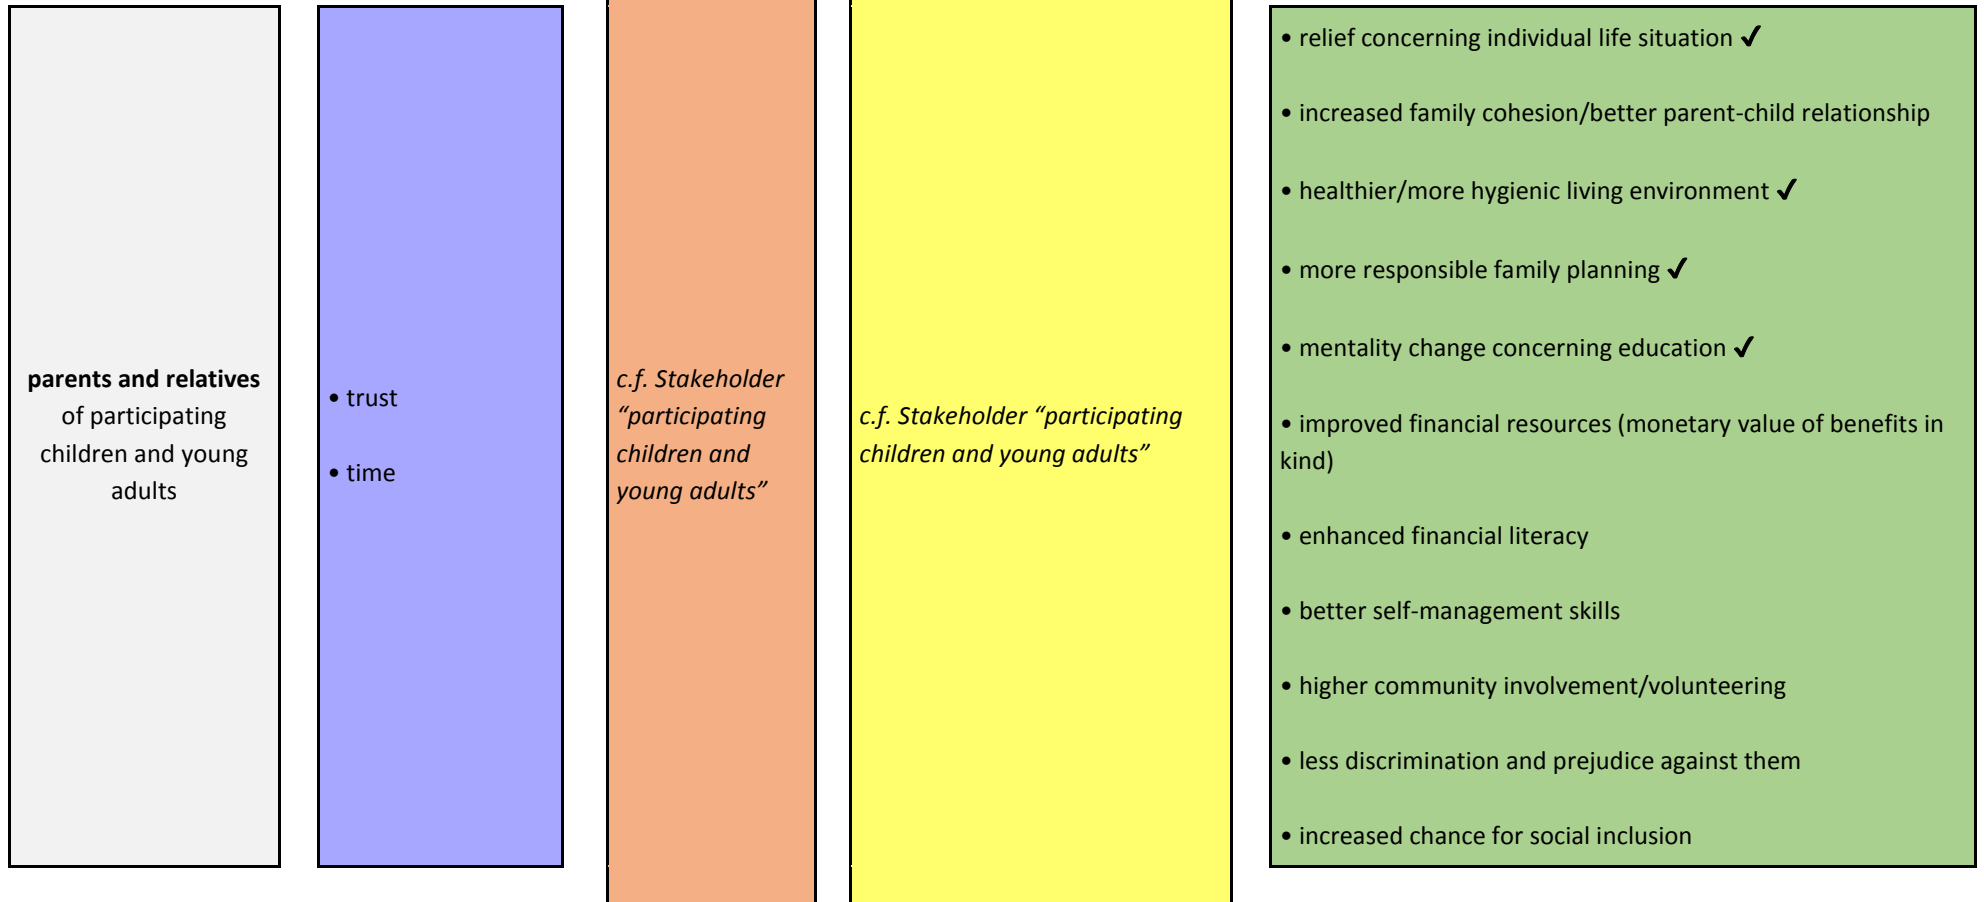 parents and relatives
of participating
children and young
adults
• trust
• time
c.f. Stakeholder
“participating
children and
young adults”
c.f. Stakeholder “participating
children and young adults”
• relief concerning individual life situation ✔
• increased family cohesion/better parent-child relationship
• healthier/more hygienic living environment ✔
• more responsible family planning ✔
• mentality change concerning education ✔
• improved financial resources (monetary value of benefits in
kind)
• enhanced financial literacy
• better self-management skills
• higher community involvement/volunteering
• less discrimination and prejudice against them
• increased chance for social inclusion